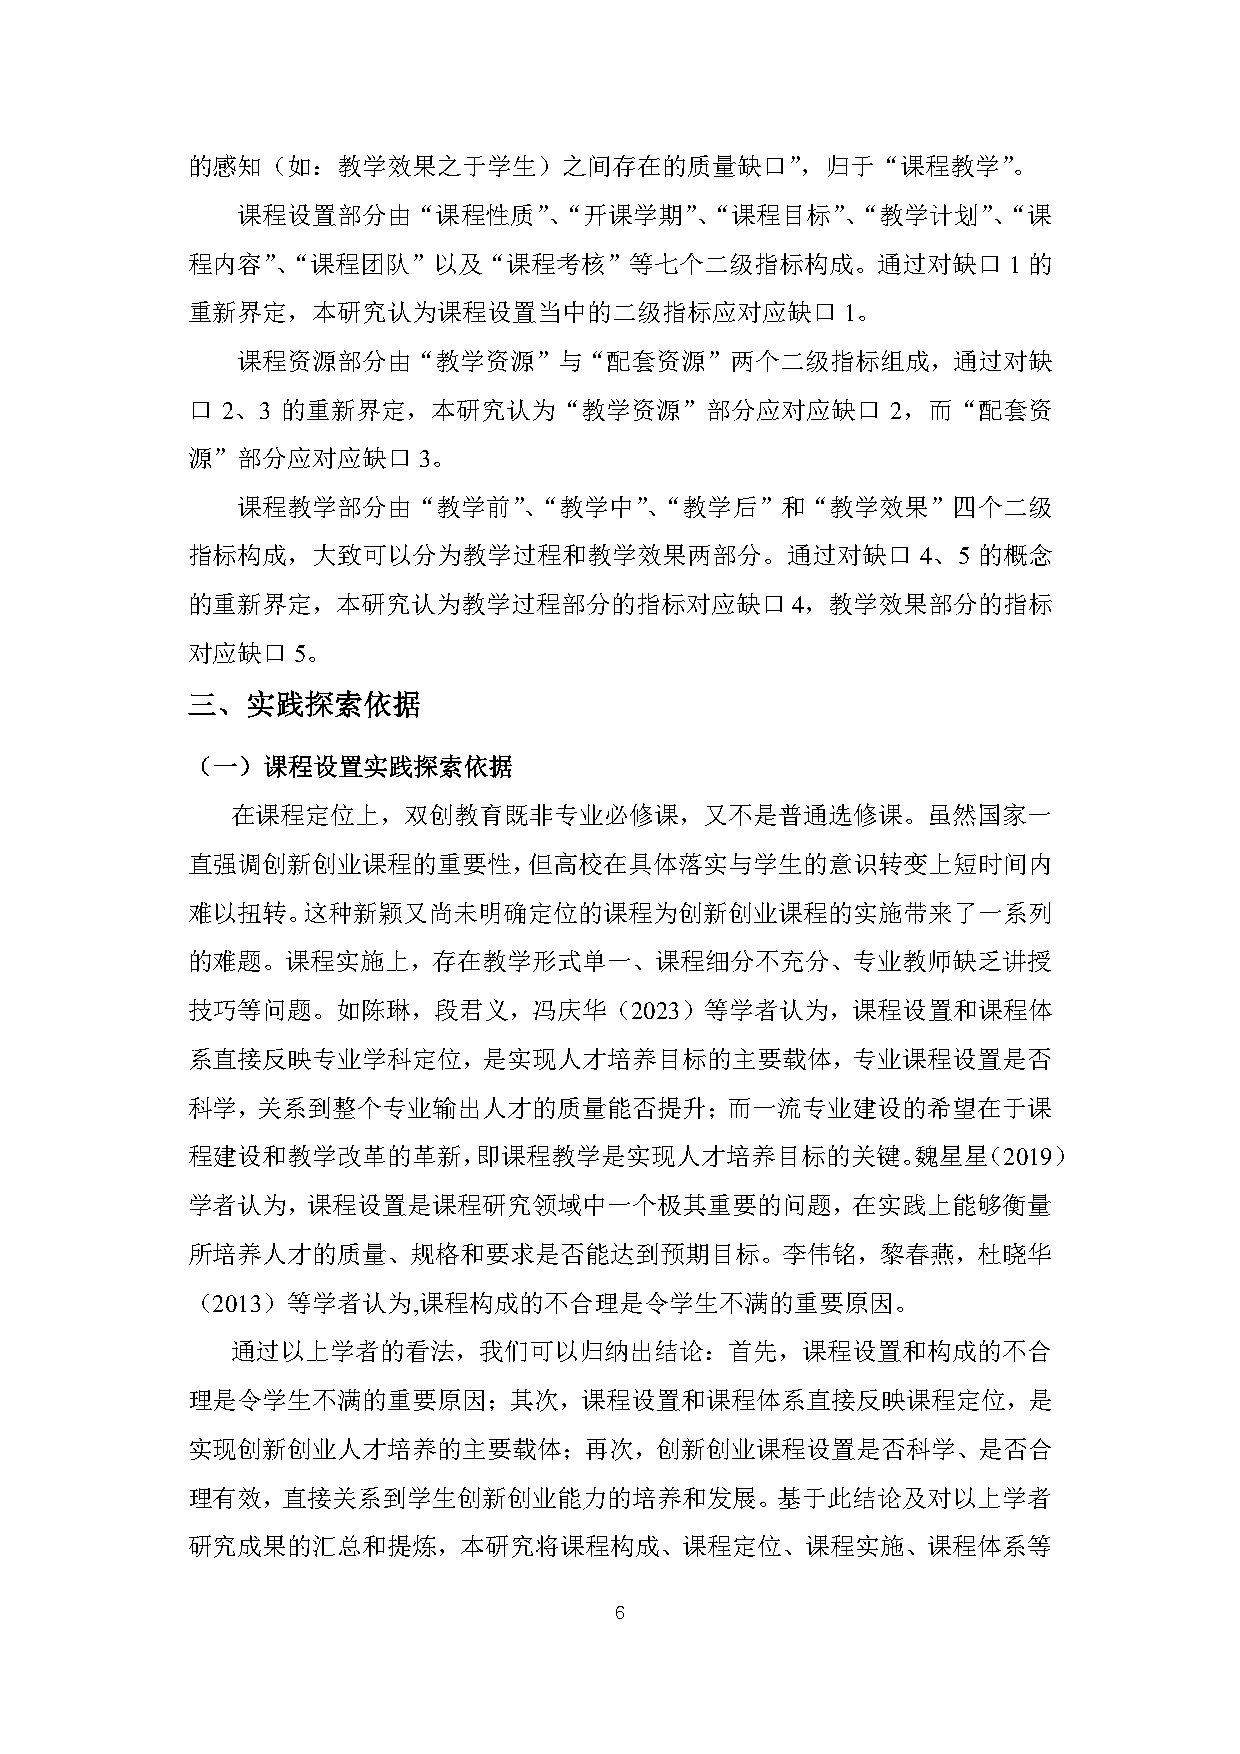 的感知（如：教学效果之于学生）之间存在的质量缺口”，归于“课程教学”。
课程设置部分由“课程性质”、“开课学期”、“课程目标”、“教学计划”、“课
程内容”、“课程团队”以及“课程考核”等七个二级指标构成。通过对缺口 1 的
重新界定，本研究认为课程设置当中的二级指标应对应缺口 1。
课程资源部分由“教学资源”与“配套资源”两个二级指标组成，通过对缺
口 2、3 的重新界定，本研究认为“教学资源”部分应对应缺口 2，而“配套资
源”部分应对应缺口 3。
课程教学部分由“教学前”、“教学中”、“教学后”和“教学效果”四个二级
指标构成，大致可以分为教学过程和教学效果两部分。通过对缺口 4、5 的概念
的重新界定，本研究认为教学过程部分的指标对应缺口 4，教学效果部分的指标
对应缺口 5。
三、实践探索依据
（一）课程设置实践探索依据
在课程定位上，双创教育既非专业必修课，又不是普通选修课。虽然国家一
直强调创新创业课程的重要性，但高校在具体落实与学生的意识转变上短时间内
难以扭转。这种新颖又尚未明确定位的课程为创新创业课程的实施带来了一系列
的难题。课程实施上，存在教学形式单一、课程细分不充分、专业教师缺乏讲授
技巧等问题。如陈琳，段君义，冯庆华（2023）等学者认为，课程设置和课程体
系直接反映专业学科定位，是实现人才培养目标的主要载体，专业课程设置是否
科学，关系到整个专业输出人才的质量能否提升；而一流专业建设的希望在于课
程建设和教学改革的革新，即课程教学是实现人才培养目标的关键。魏星星（2019）
学者认为，课程设置是课程研究领域中一个极其重要的问题，在实践上能够衡量
所培养人才的质量、规格和要求是否能达到预期目标。李伟铭，黎春燕，杜晓华
（2013）等学者认为,课程构成的不合理是令学生不满的重要原因。
通过以上学者的看法，我们可以归纳出结论：首先，课程设置和构成的不合
理是令学生不满的重要原因；其次，课程设置和课程体系直接反映课程定位，是
实现创新创业人才培养的主要载体；再次，创新创业课程设置是否科学、是否合
理有效，直接关系到学生创新创业能力的培养和发展。基于此结论及对以上学者
研究成果的汇总和提炼，本研究将课程构成、课程定位、课程实施、课程体系等
6